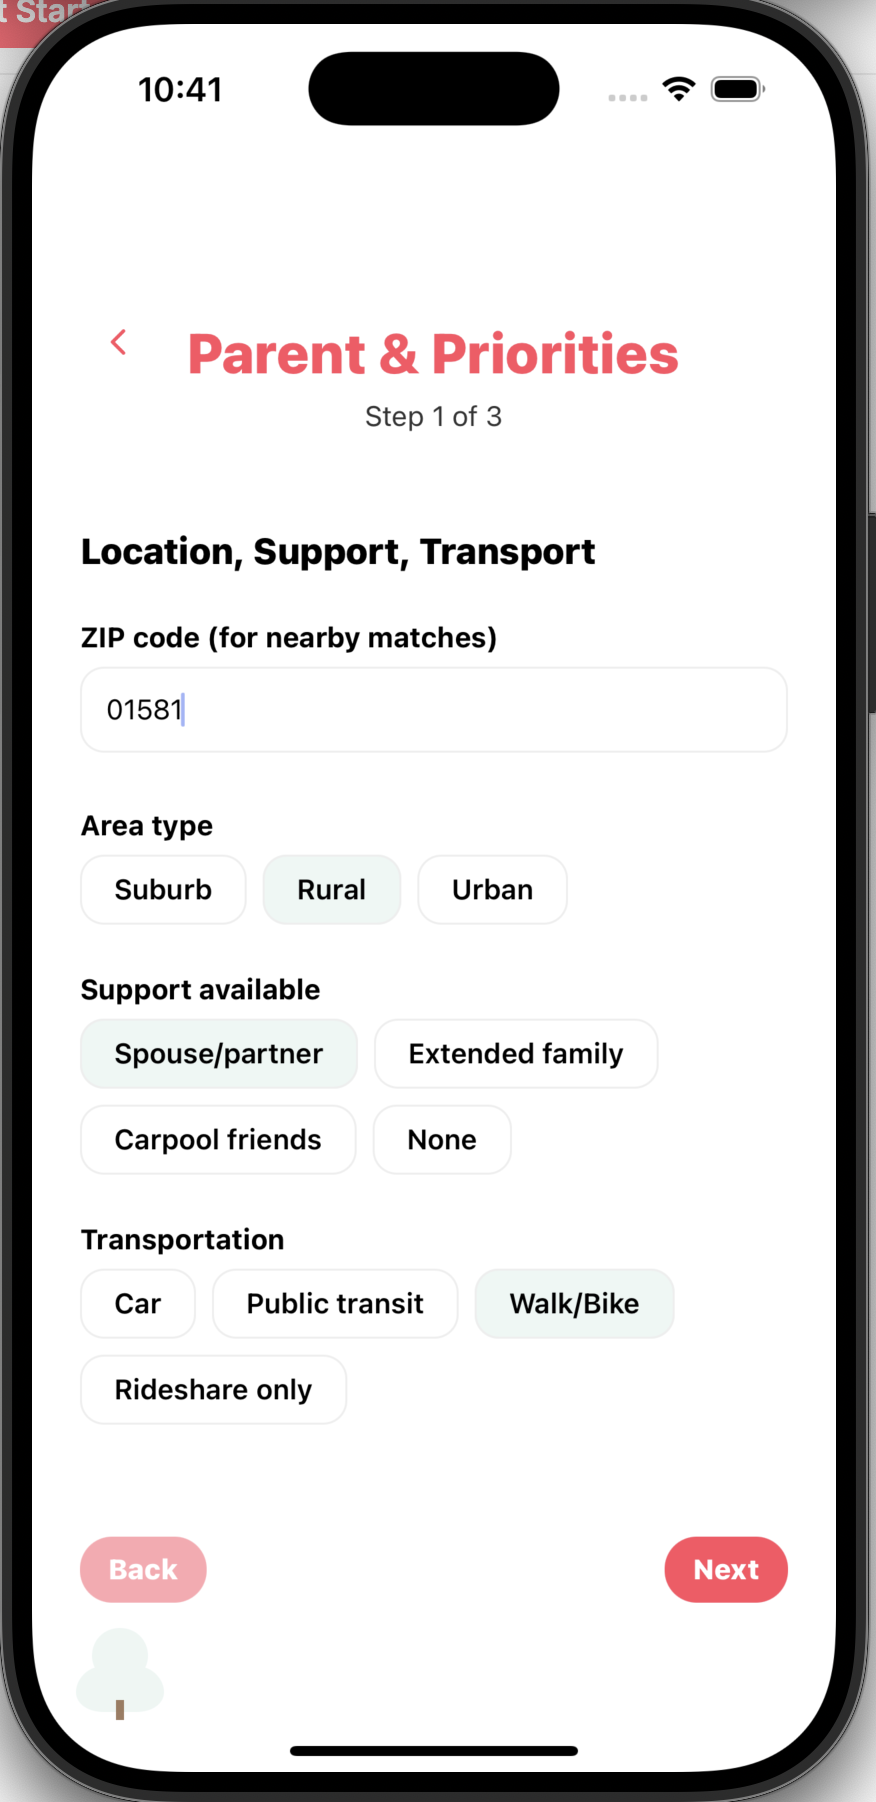 t Start
10:41
Parent & Priorities
Step 1 of 3
Location, Support, Transport
ZIP code (for nearby matches)
01581
Area type
Suburb Rural Urban
Support available
Spouse/partner Extended family
Carpool friends None
Transportation
Car Public transit Walk/Bike
Rideshare only
Back Next